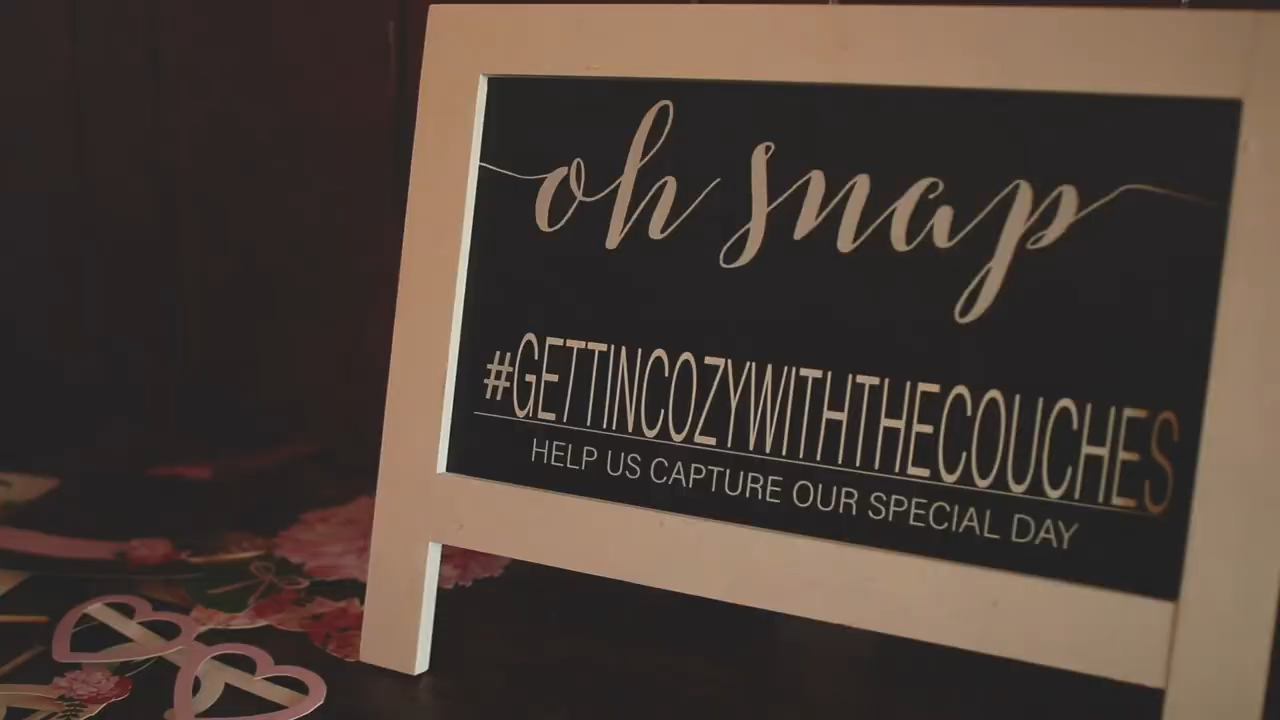 oh snap
#GETTINCOZYWITHTHECOUCHES
HELP US CAPTURE OUR SPECIAL DAY